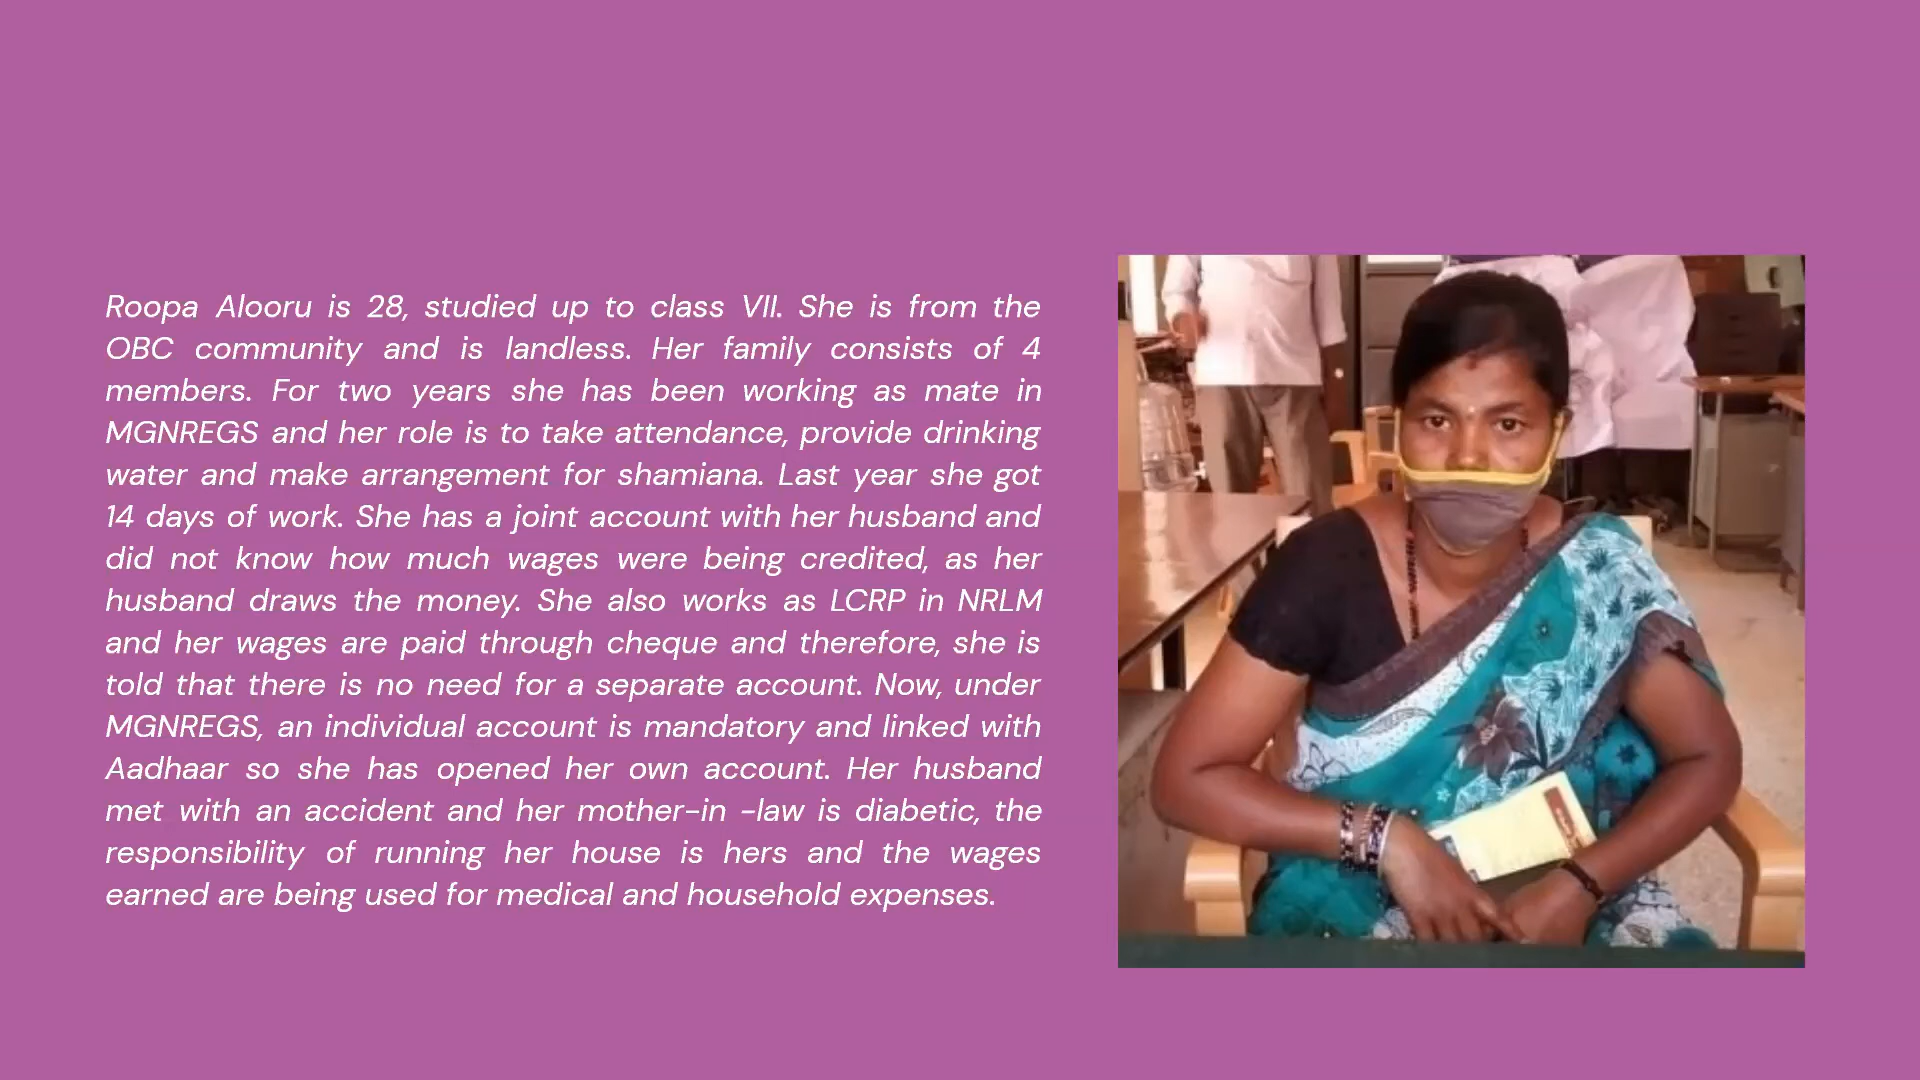 Roopa Alooru is 28, studied up to class VII. She is from the
OBC community and is landless. Her family consists of 4
members. For two years she has been working as mate in
MGNREGS and her role is to take attendance, provide drinking
water and make arrangement for shamiana. Last year she got
14 days of work. She has a joint account with her husband and
did not know how much wages were being credited, as her
husband draws the money. She also works as LCRP in NRLM
and her wages are paid through cheque and therefore, she is
told that there is no need for a separate account. Now, under
MGNREGS, an individual account is mandatory and linked with
Aadhaar so she has opened her own account. Her husband
met with an accident and her mother-in -law is diabetic, the
responsibility of running her house is hers and the wages
earned are being used for medical and household expenses.